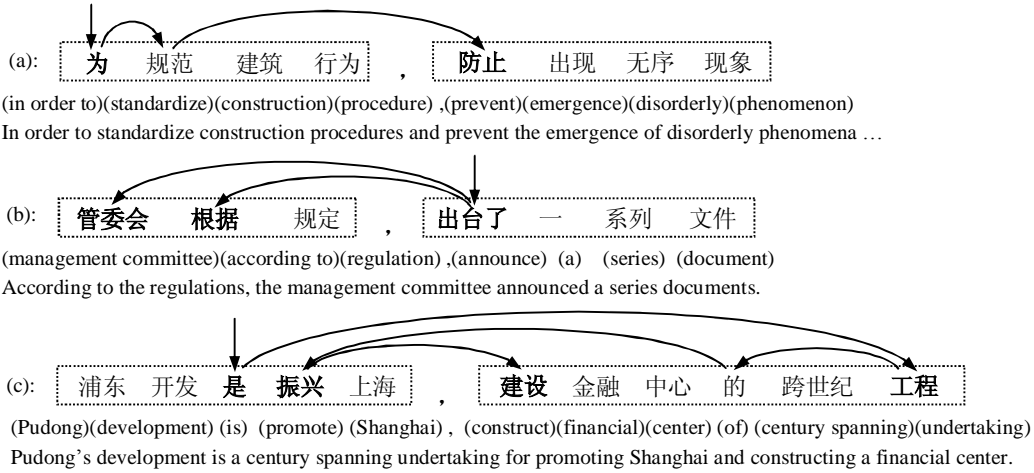 (a): 为 规范 建筑 行为 , 防止 出现 无序 现象
(in order to)(standardize)(construction)(procedure) ,(prevent)(emergence)(disorderly)(phenomenon)
In order to standardize construction procedures and prevent the emergence of disorderly phenomena …
(b): 管委会 根据 规定 , 出台了 一 系列 文件
(management committee)(according to)(regulation) ,(announce) (a) (series) (document)
According to the regulations, the management committee announced a series documents.
(c): 浦东 开发 是 振兴 上海 , 建设 金融 中心 的 跨世纪 工程
(Pudong)(development) (is) (promote) (Shanghai) , (construct)(financial)(center) (of) (century spanning)(undertaking)
Pudong’s development is a century spanning undertaking for promoting Shanghai and constructing a financial center.